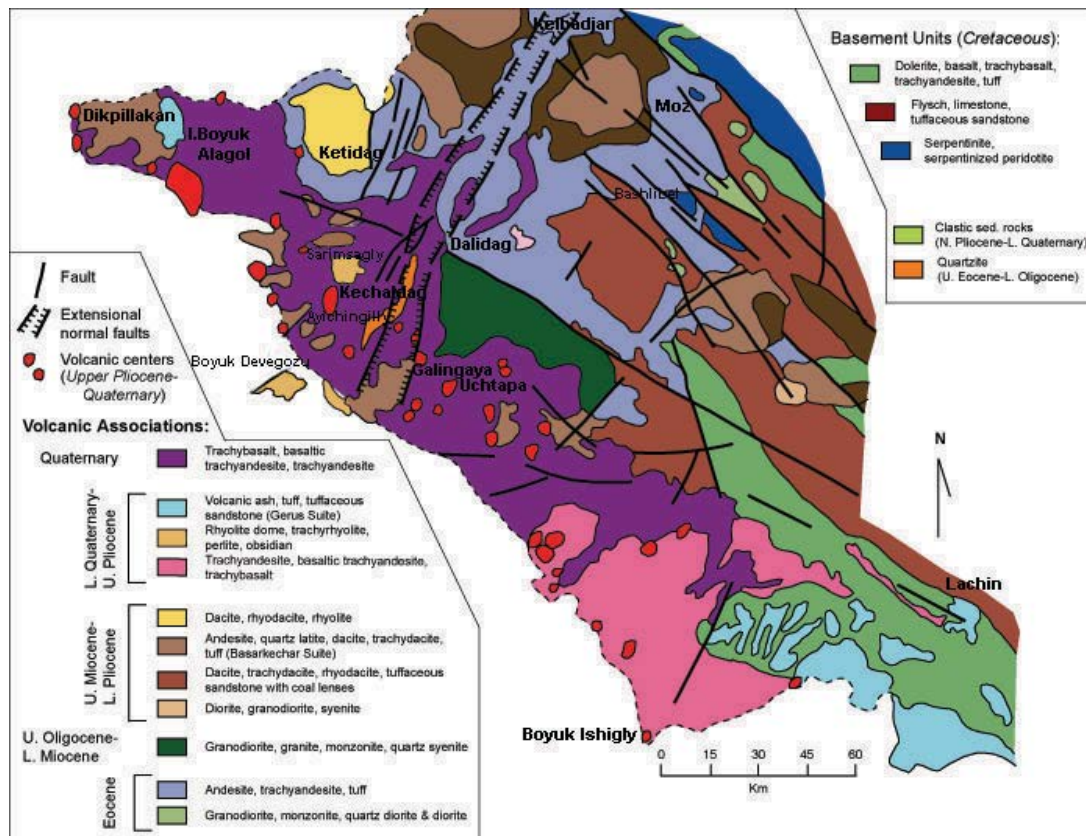 Kelbadjar
Dikpillakan
I.Boyuk
Alagol
Ketidag
Moz
Bashlibel
Dalidag
Sarimsagly
Kechaldag
Ayichingilly
Boyuk Devegozu
Galingaya
Uchtapa
Lachin
Boyuk Ishigly
N
0 15 30 45 60
Km
Basement Units (Cretaceous):
Dolerite, basalt, trachybasalt,
trachyandesite, tuff
Flysch, limestone,
tuffaceous sandstone
Serpentinite,
serpentinized peridotite
Clastic sed. rocks
(N. Pliocene-L. Quaternary)
Quartzite
(U. Eocene-L. Oligocene)
Fault
Extensional
normal faults
Volcanic centers
(Upper Pliocene-
Quaternary)
Volcanic Associations:
Quaternary
Trachybasalt, basaltic
trachyandesite, trachyandesite
L. Quaternary-
U. Pliocene
Volcanic ash, tuff, tuffaceous
sandstone (Gerus Suite)
Rhyolite dome, trachyrhyolite,
perlite, obsidian
Trachyandesite, basaltic trachyandesite,
trachybasalt
U. Miocene-
L. Pliocene
Dacite, rhyodacite, rhyolite
Andesite, quartz latite, dacite, trachydacite,
tuff (Basarkechar Suite)
Dacite, trachydacite, rhyodacite, tuffaceous
sandstone with coal lenses
Diorite, granodiorite, syenite
U. Oligocene-
L. Miocene
Granodiorite, granite, monzonite, quartz syenite
Eocene
Andesite, trachyandesite, tuff
Granodiorite, monzonite, quartz diorite & diorite